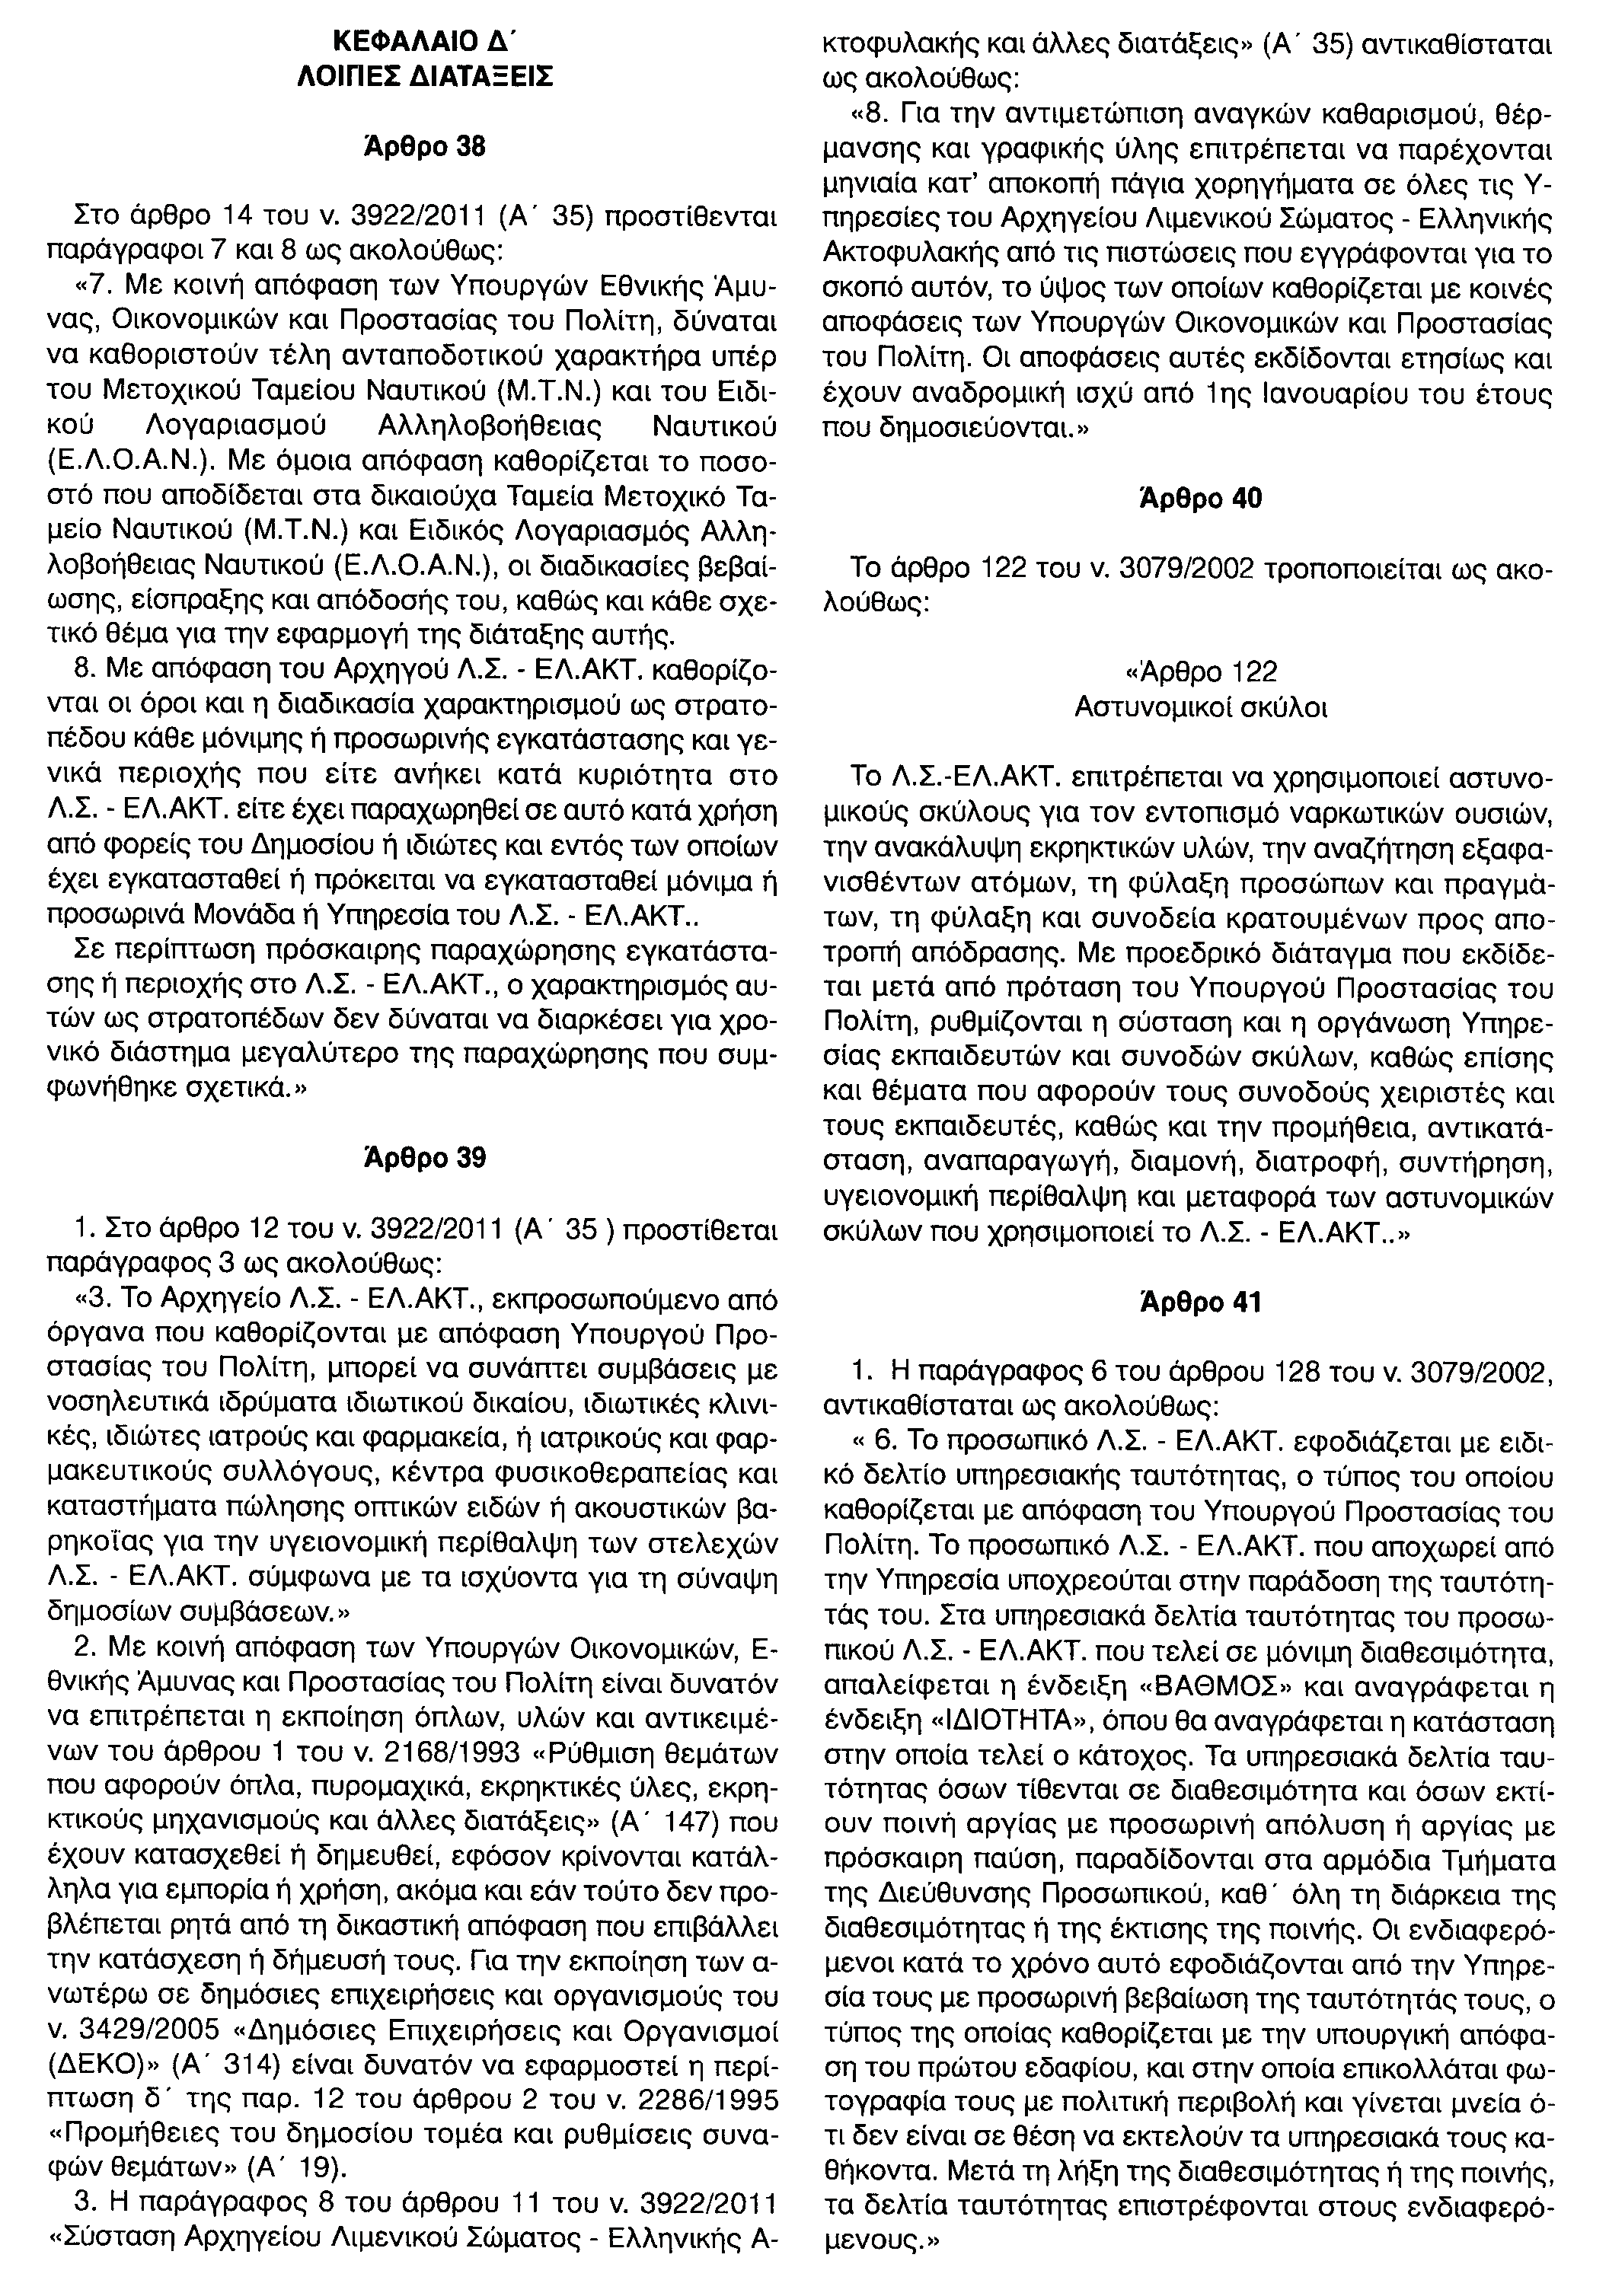 ΚΕΦΑΛΑΙΟ Δ΄
ΛΟΙΠΕΣ ΔΙΑΤΑΞΕΙΣ
Άρθρο 38
Στο άρθρο 14 του ν. 3922/2011 (Α΄ 35) προστίθενται
παράγραφοι 7 και 8 ως ακολούθως:
«7. Με κοινή απόφαση των Υπουργών Εθνικής Άμυ-
νας, Οικονομικών και Προστασίας του Πολίτη, δύναται
να καθοριστούν τέλη ανταποδοτικού χαρακτήρα υπέρ
του Μετοχικού Ταμείου Ναυτικού (Μ.Τ.Ν.) και του Ειδι-
κού Λογαριασμού Αλληλοβοήθειας Ναυτικού
(Ε.Λ.Ο.Α.Ν.). Με όμοια απόφαση καθορίζεται το ποσο-
στό που αποδίδεται στα δικαιούχα Ταμεία Μετοχικό Τα-
μείο Ναυτικού (Μ.Τ.Ν.) και Ειδικός Λογαριασμός Αλλη-
λοβοήθειας Ναυτικού (Ε.Λ.Ο.Α.Ν.), οι διαδικασίες βεβαί-
ωσης, είσπραξης και απόδοσής του, καθώς και κάθε σχε-
τικό θέμα για την εφαρμογή της διάταξης αυτής.
8. Με απόφαση του Αρχηγού Λ.Σ. - ΕΛ.ΑΚΤ. καθορίζο-
νται οι όροι και η διαδικασία χαρακτηρισμού ως στρατο-
πέδου κάθε μόνιμης ή προσωρινής εγκατάστασης και γε-
νικά περιοχής που είτε ανήκει κατά κυριότητα στο
Λ.Σ. - ΕΛ.ΑΚΤ. είτε έχει παραχωρηθεί σε αυτό κατά χρήση
από φορείς του Δημοσίου ή ιδιώτες και εντός των οποίων
έχει εγκατασταθεί ή πρόκειται να εγκατασταθεί μόνιμα ή
προσωρινά Μονάδα ή Υπηρεσία του Λ.Σ. - ΕΛ.ΑΚΤ..
Σε περίπτωση πρόσκαιρης παραχώρησης εγκατάστα-
σης ή περιοχής στο Λ.Σ. - ΕΛ.ΑΚΤ., ο χαρακτηρισμός αυ-
τών ως στρατοπέδων δεν δύναται να διαρκέσει για χρο-
νικό διάστημα μεγαλύτερο της παραχώρησης που συμ-
φωνήθηκε σχετικά.»
Άρθρο 39
1. Στο άρθρο 12 του ν. 3922/2011 (Α΄ 35 ) προστίθεται
παράγραφος 3 ως ακολούθως:
«3. Το Αρχηγείο Λ.Σ. - ΕΛ.ΑΚΤ., εκπροσωπούμενο από
όργανα που καθορίζονται με απόφαση Υπουργού Προ-
στασίας του Πολίτη, μπορεί να συνάπτει συμβάσεις με
νοσηλευτικά ιδρύματα ιδιωτικού δικαίου, ιδιωτικές κλινι-
κές, ιδιώτες ιατρούς και φαρμακεία, ή ιατρικούς και φαρ-
μακευτικούς συλλόγους, κέντρα φυσικοθεραπείας και
καταστήματα πώλησης οπτικών ειδών ή ακουστικών βα-
ρηκοΐας για την υγειονομική περίθαλψη των στελεχών
Λ.Σ. - ΕΛ.ΑΚΤ. σύμφωνα με τα ισχύοντα για τη σύναψη
δημοσίων συμβάσεων.»
2. Με κοινή απόφαση των Υπουργών Οικονομικών, Ε-
θνικής Άμυνας και Προστασίας του Πολίτη είναι δυνατόν
να επιτρέπεται η εκποίηση όπλων, υλών και αντικειμέ-
νων του άρθρου 1 του ν. 2168/1993 «Ρύθμιση θεμάτων
που αφορούν όπλα, πυρομαχικά, εκρηκτικές ύλες, εκρη-
κτικούς μηχανισμούς και άλλες διατάξεις» (Α΄ 147) που
έχουν κατασχεθεί ή δημευθεί, εφόσον κρίνονται κατάλ-
ληλα για εμπορία ή χρήση, ακόμα και εάν τούτο δεν προ-
βλέπεται ρητά από τη δικαστική απόφαση που επιβάλλει
την κατάσχεση ή δήμευσή τους. Για την εκποίηση των α-
νωτέρω σε δημόσιες επιχειρήσεις και οργανισμούς του
ν. 3429/2005 «Δημόσιες Επιχειρήσεις και Οργανισμοί
(ΔΕΚΟ)» (Α΄ 314) είναι δυνατόν να εφαρμοστεί η περί-
πτωση δ΄ της παρ. 12 του άρθρου 2 του ν. 2286/1995
«Προμήθειες του δημοσίου τομέα και ρυθμίσεις συνα-
φών θεμάτων» (Α΄ 19).
3. Η παράγραφος 8 του άρθρου 11 του ν. 3922/2011
«Σύσταση Αρχηγείου Λιμενικού Σώματος - Ελληνικής Α-
κτοφυλακής και άλλες διατάξεις» (Α΄ 35) αντικαθίσταται
ως ακολούθως:
«8. Για την αντιμετώπιση αναγκών καθαρισμού, θέρ-
μανσης και γραφικής ύλης επιτρέπεται να παρέχονται
μηνιαία κατ’ αποκοπή πάγια χορηγήματα σε όλες τις Υ-
πηρεσίες του Αρχηγείου Λιμενικού Σώματος - Ελληνικής
Ακτοφυλακής από τις πιστώσεις που εγγράφονται για το
σκοπό αυτόν, το ύψος των οποίων καθορίζεται με κοινές
αποφάσεις των Υπουργών Οικονομικών και Προστασίας
του Πολίτη. Οι αποφάσεις αυτές εκδίδονται ετησίως και
έχουν αναδρομική ισχύ από 1ης Ιανουαρίου του έτους
που δημοσιεύονται.»
Άρθρο 40
Το άρθρο 122 του ν. 3079/2002 τροποποιείται ως ακο-
λούθως:
«Άρθρο 122
Αστυνομικοί σκύλοι
Το Λ.Σ.-ΕΛ.ΑΚΤ. επιτρέπεται να χρησιμοποιεί αστυνο-
μικούς σκύλους για τον εντοπισμό ναρκωτικών ουσιών,
την ανακάλυψη εκρηκτικών υλών, την αναζήτηση εξαφα-
νισθέντων ατόμων, τη φύλαξη προσώπων και πραγμά-
των, τη φύλαξη και συνοδεία κρατουμένων προς απο-
τροπή απόδρασης. Με προεδρικό διάταγμα που εκδίδε-
ται μετά από πρόταση του Υπουργού Προστασίας του
Πολίτη, ρυθμίζονται η σύσταση και η οργάνωση Υπηρε-
σίας εκπαιδευτών και συνοδών σκύλων, καθώς επίσης
και θέματα που αφορούν τους συνοδούς χειριστές και
τους εκπαιδευτές, καθώς και την προμήθεια, αντικατά-
σταση, αναπαραγωγή, διαμονή, διατροφή, συντήρηση,
υγειονομική περίθαλψη και μεταφορά των αστυνομικών
σκύλων που χρησιμοποιεί το Λ.Σ. - ΕΛ.ΑΚΤ..»
Άρθρο 41
1. Η παράγραφος 6 του άρθρου 128 του ν. 3079/2002,
αντικαθίσταται ως ακολούθως:
« 6. Το προσωπικό Λ.Σ. - ΕΛ.ΑΚΤ. εφοδιάζεται με ειδι-
κό δελτίο υπηρεσιακής ταυτότητας, ο τύπος του οποίου
καθορίζεται με απόφαση του Υπουργού Προστασίας του
Πολίτη. Το προσωπικό Λ.Σ. - ΕΛ.ΑΚΤ. που αποχωρεί από
την Υπηρεσία υποχρεούται στην παράδοση της ταυτότη-
τάς του. Στα υπηρεσιακά δελτία ταυτότητας του προσω-
πικού Λ.Σ. - ΕΛ.ΑΚΤ. που τελεί σε μόνιμη διαθεσιμότητα,
απαλείφεται η ένδειξη «ΒΑΘΜΟΣ» και αναγράφεται η
ένδειξη «ΙΔΙΟΤΗΤΑ», όπου θα αναγράφεται η κατάσταση
στην οποία τελεί ο κάτοχος. Τα υπηρεσιακά δελτία ταυ-
τότητας όσων τίθενται σε διαθεσιμότητα και όσων εκτί-
ουν ποινή αργίας με προσωρινή απόλυση ή αργίας με
πρόσκαιρη παύση, παραδίδονται στα αρμόδια Τμήματα
της Διεύθυνσης Προσωπικού, καθ΄ όλη τη διάρκεια της
διαθεσιμότητας ή της έκτισης της ποινής. Οι ενδιαφερό-
μενοι κατά το χρόνο αυτό εφοδιάζονται από την Υπηρε-
σία τους με προσωρινή βεβαίωση της ταυτότητάς τους, ο
τύπος της οποίας καθορίζεται με την υπουργική απόφα-
ση του πρώτου εδαφίου, και στην οποία επικολλάται φω-
τογραφία τους με πολιτική περιβολή και γίνεται μνεία ό-
τι δεν είναι σε θέση να εκτελούν τα υπηρεσιακά τους κα-
θήκοντα. Μετά τη λήξη της διαθεσιμότητας ή της ποινής,
τα δελτία ταυτότητας επιστρέφονται στους ενδιαφερό-
μενους.»